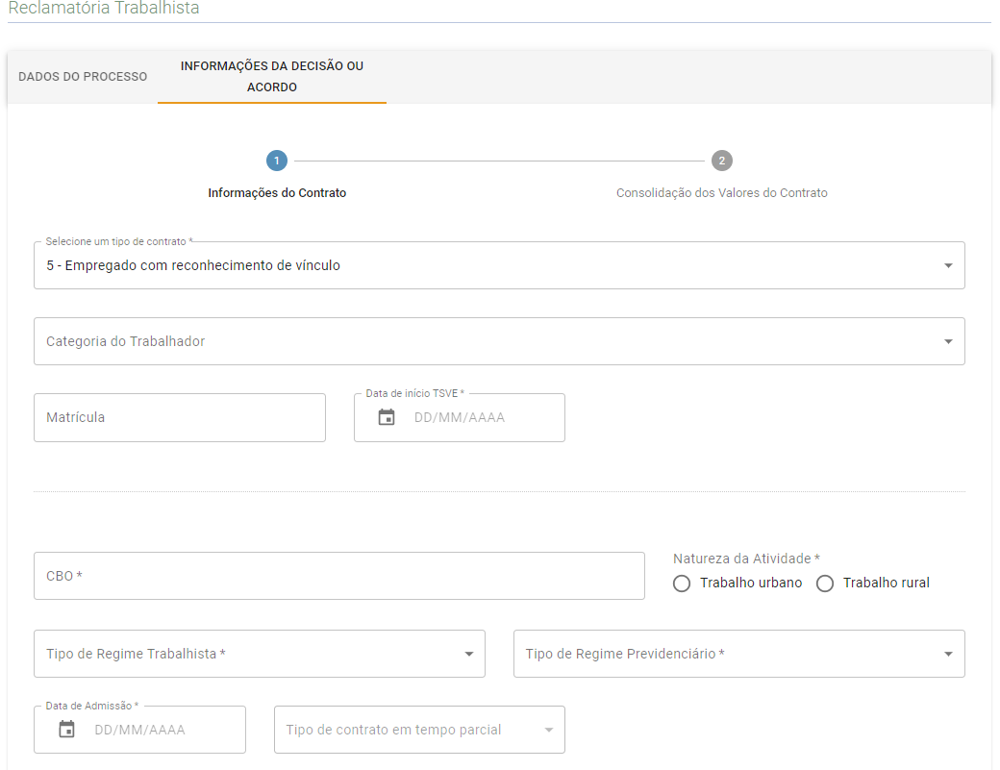 Reclamatória Trabalhista
DADOS DO PROCESSO
INFORMAÇÕES DA DECISÃO OU
ACORDO
1
2
Informações do Contrato
Consolidação dos Valores do Contrato
Selecione um tipo de contrato *
5 - Empregado com reconhecimento de vínculo
Categoria do Trabalhador
Matrícula
Data de início TSVE *
DD/MM/AAAA
CBO *
Natureza da Atividade *
Trabalho urbano
Trabalho rural
Tipo de Regime Trabalhista *
Tipo de Regime Previdenciário *
Data de Admissão *
DD/MM/AAAA
Tipo de contrato em tempo parcial